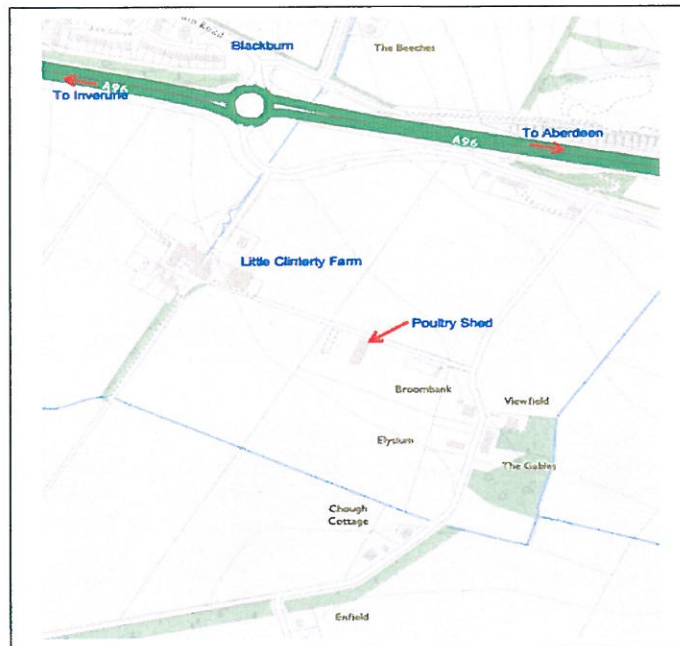 Road
Blackburn
The Beeches
A96
To Inverurie
To Aberdeen
A96
Little Clinterty Farm
Poultry Shed
Broombank
Viewfield
Elysium
The Gables
Chough
Cottage
Enfield